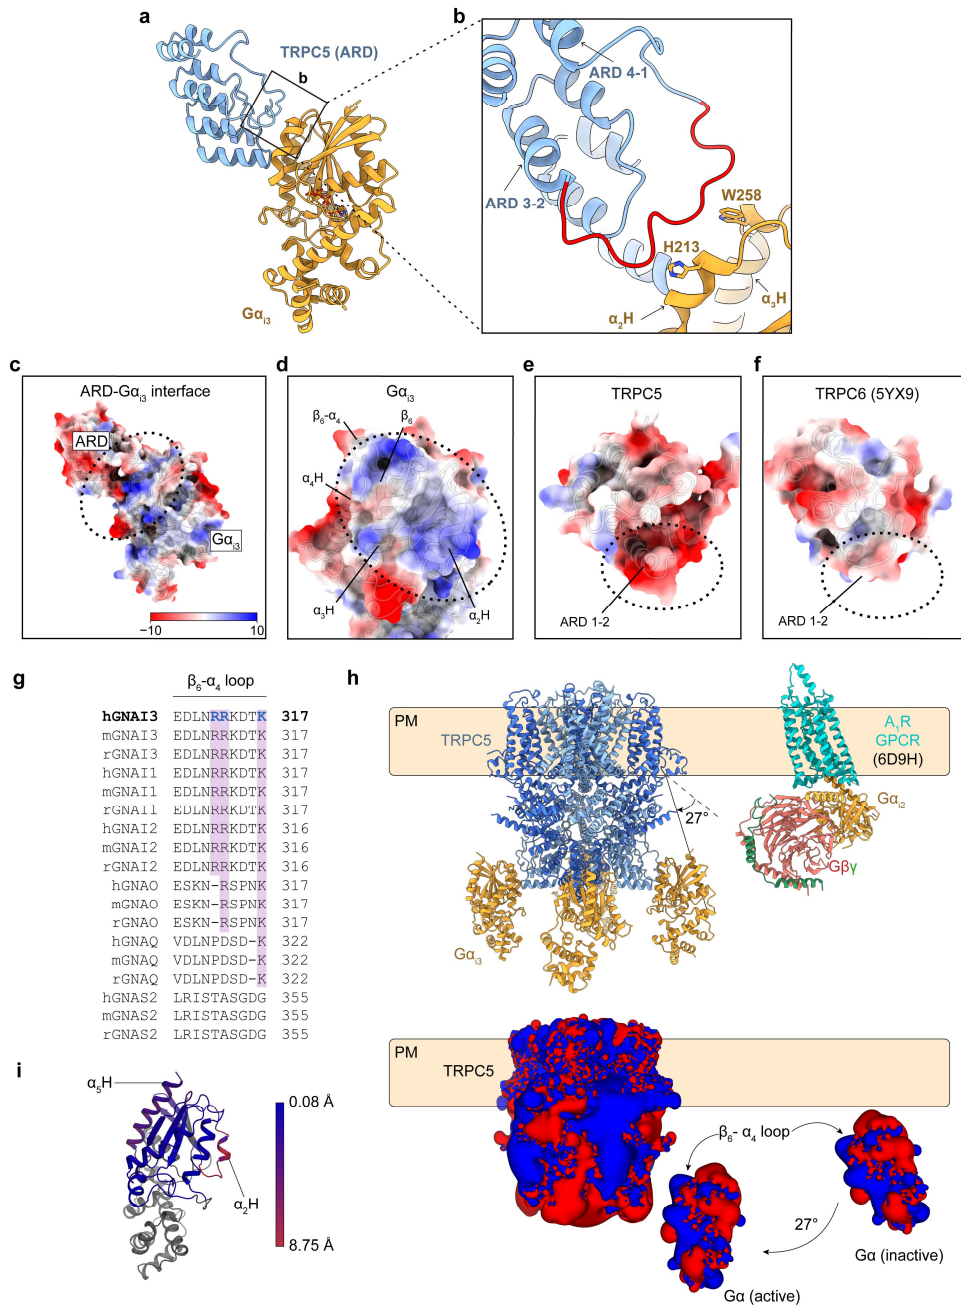 a
TRPC5 (ARD)
b
Gαi3
b
ARD 4-1
ARD 3-2
W258
H213
α3H
α2H
c
ARD-Gαi3 interface
ARD
Gαi3
−10
10
d
Gαi3
β6-α4
β6
α4H
α3H
α2H
e
TRPC5
ARD 1-2
f
TRPC6 (5YX9)
ARD 1-2
g
β6-α4 loop
hGNAI3 EDLNRRKDTK 317
mGNAI3 EDLNRRKDTK 317
rGNAI3 EDLNRRKDTK 317
hGNAI1 EDLNRRKDTK 317
mGNAI1 EDLNRRKDTK 317
rGNAI1 EDLNRRKDTK 317
hGNAI2 EDLNRRKDTK 316
mGNAI2 EDLNRRKDTK 316
rGNAI2 EDLNRRKDTK 316
hGNAO ESKN-RSPNK 317
mGNAO ESKN-RSPNK 317
rGNAO ESKN-RSPNK 317
hGNAQ VDLNPDSD-K 322
mGNAQ VDLNPDSD-K 322
rGNAQ VDLNPDSD-K 322
hGNAS2 LRISTASGDG 355
mGNAS2 LRISTASGDG 355
rGNAS2 LRISTASGDG 355
h
PM
TRPC5
A1R
GPCR
(6D9H)
27°
Gαi2
Gβγ
Gαi3
PM
TRPC5
β6- α4 loop
27°
Gα (inactive)
Gα (active)
i
α5H
0.08 Å
α2H
8.75 Å